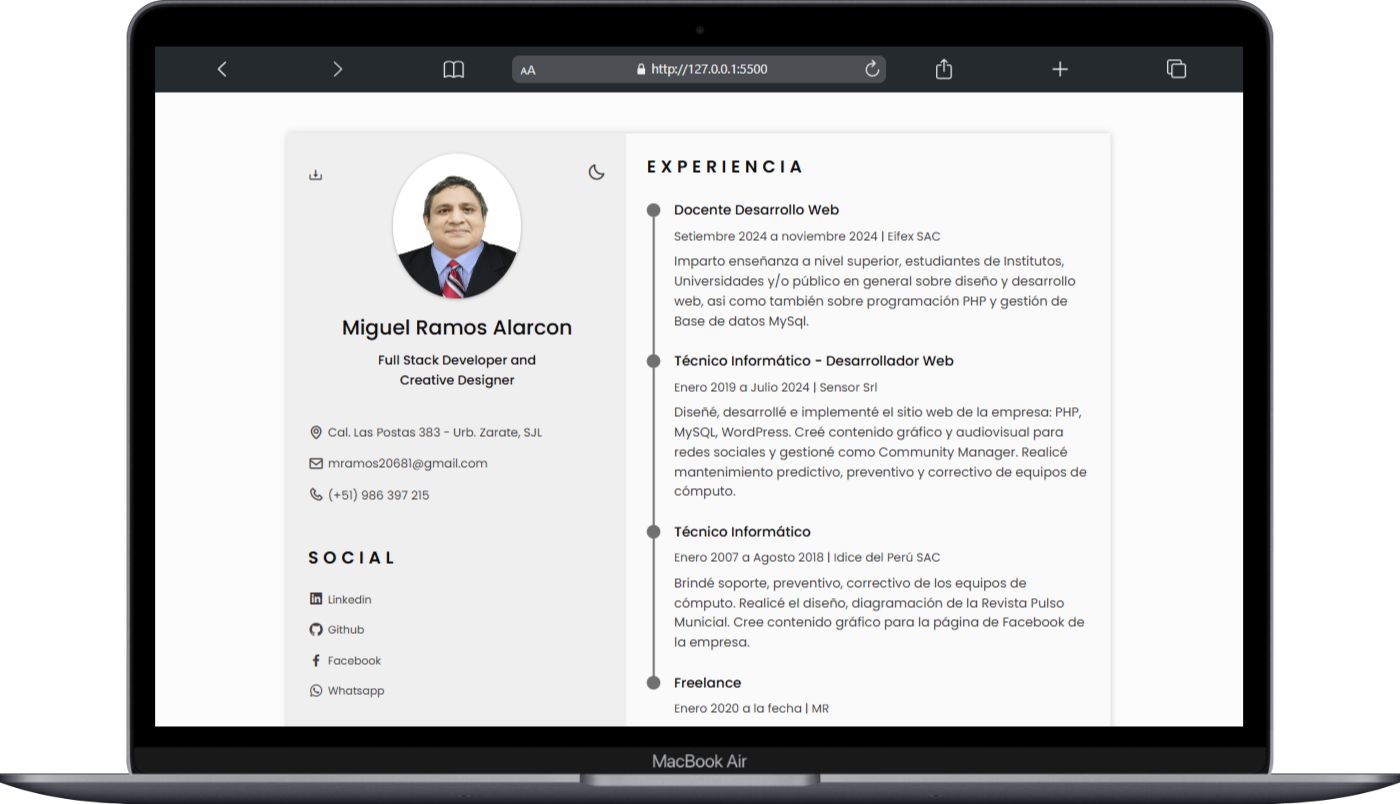 AA
http://127.0.0.1:5500
Miguel Ramos Alarcon
Full Stack Developer and
Creative Designer
Cal. Las Postas 383 - Urb. Zarate, SJL
mramos20681@gmail.com
(+51) 986 397 215
SOCIAL
Linkedin
Github
Facebook
Whatsapp
EXPERIENCIA
Docente Desarrollo Web
Setiembre 2024 a noviembre 2024 | Eifex SAC
Imparto enseñanza a nivel superior, estudiantes de Institutos,
Universidades y/o público en general sobre diseño y desarrollo
web, asi como también sobre programación PHP y gestión de
Base de datos MySql.
Técnico Informático - Desarrollador Web
Enero 2019 a Julio 2024 | Sensor Srl
Diseñé, desarrollé e implementé el sitio web de la empresa: PHP,
MySQL, WordPress. Creé contenido gráfico y audiovisual para
redes sociales y gestioné como Community Manager. Realicé
mantenimiento predictivo, preventivo y correctivo de equipos de
cómputo.
Técnico Informático
Enero 2007 a Agosto 2018 | Idice del Perú SAC
Brindé soporte, preventivo, correctivo de los equipos de
cómputo. Realicé el diseño, diagramación de la Revista Pulso
Municial. Cree contenido gráfico para la página de Facebook de
la empresa.
Freelance
Enero 2020 a la fecha | MR
MacBook Air